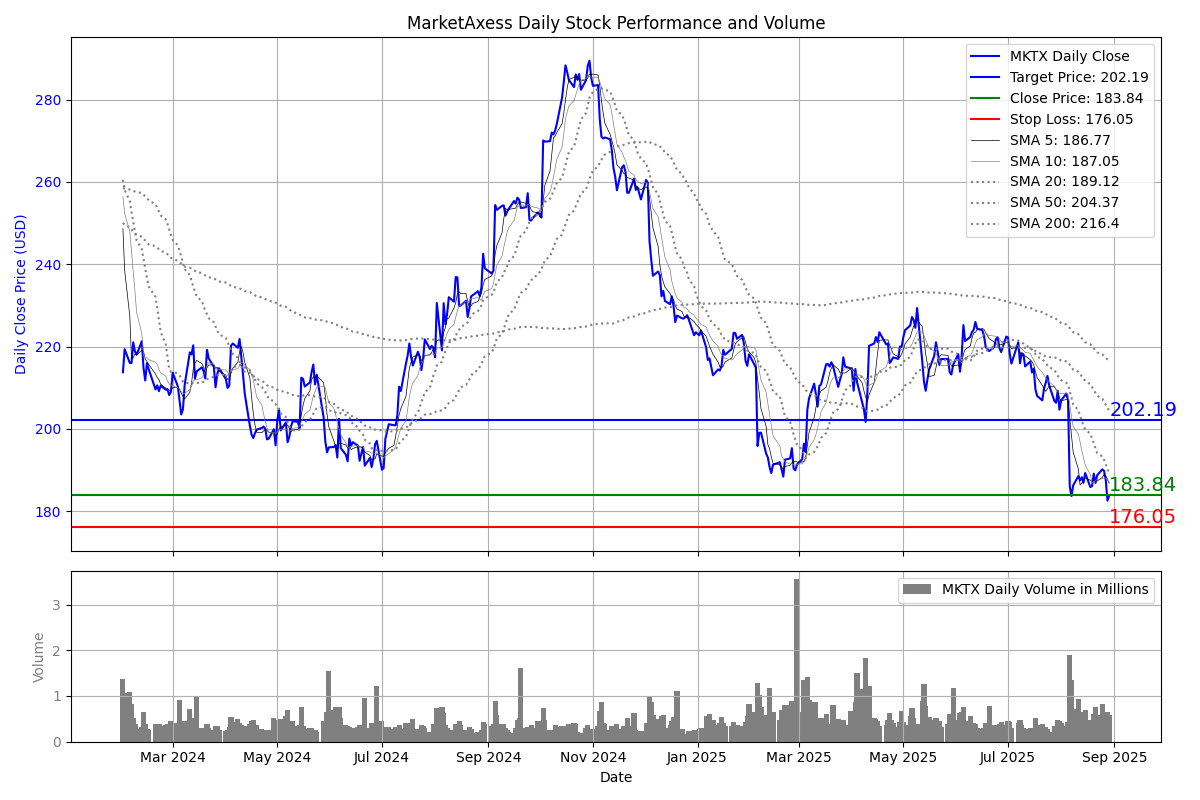 MarketAxess Daily Stock Performance and Volume
MKTX Daily Close
Target Price: 202.19
Close Price: 183.84
Stop Loss: 176.05
SMA 5: 186.77
SMA 10: 187.05
SMA 20: 189.12
SMA 50: 204.37
SMA 200: 216.4
Daily Close Price (USD)
280
260
240
220
200
180
202.19
183.84
176.05
MKTX Daily Volume in Millions
Volume
3
2
1
0
Mar 2024 May 2024 Jul 2024 Sep 2024 Nov 2024 Jan 2025 Mar 2025 May 2025 Jul 2025 Sep 2025
Date